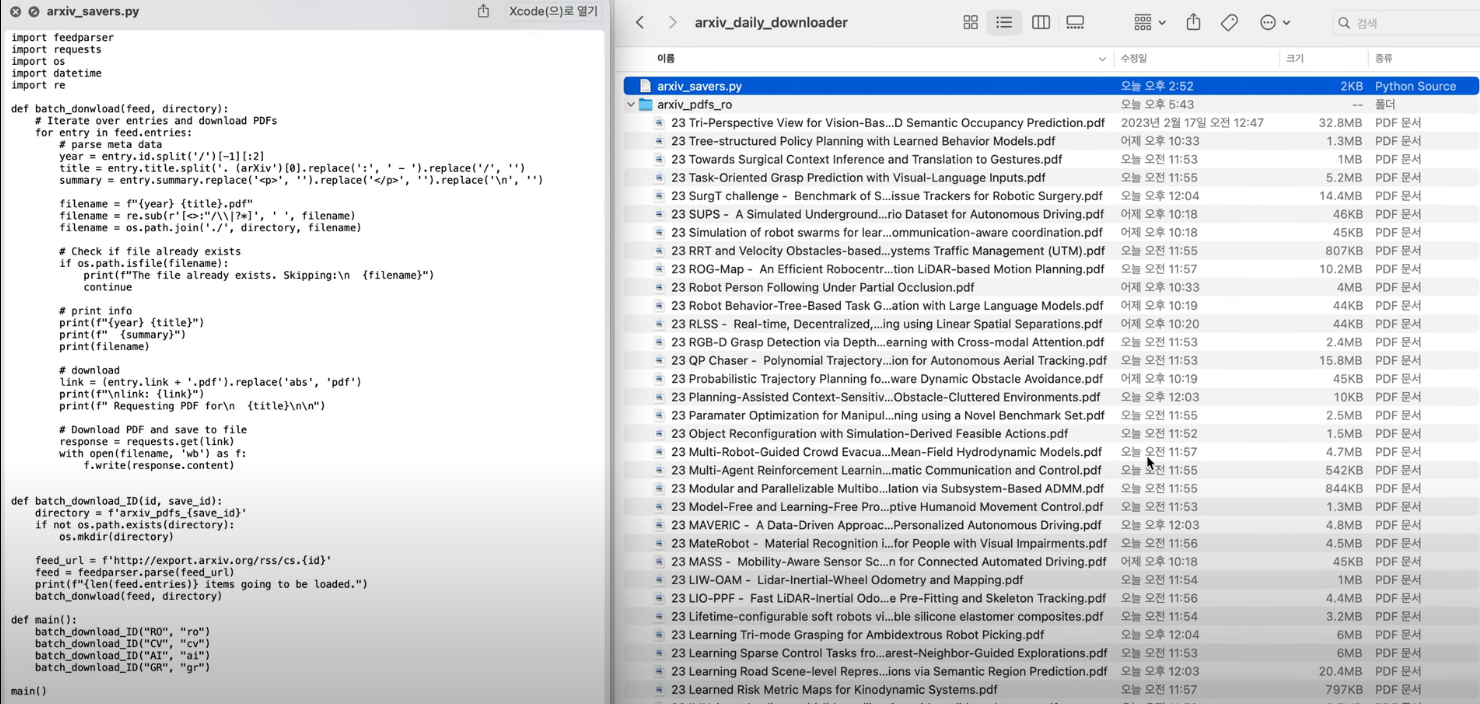 arxiv_savers.py
Xcode(으)로 열기
import feedparser
import requests
import os
import datetime
import re
def batch_donwload(feed, directory):
# Iterate over entries and download PDFs
for entry in feed.entries:
# parse meta data
year = entry.id.split('/')[-1][:2]
title = entry.title.split('. (arXiv')[0].replace(':', ' - ').replace('/', '')
summary = entry.summary.replace('<p>', '').replace('</p>', '').replace('\n', '')
filename = f"{year} {title}.pdf"
filename = re.sub(r'[<>:"/\\|?*]', ' ', filename)
filename = os.path.join('./', directory, filename)
# Check if file already exists
if os.path.isfile(filename):
print(f"The file already exists. Skipping:\n  {filename}")
continue
# print info
print(f"{year} {title}")
print(f"  {summary}")
print(filename)
# download
link = (entry.link + '.pdf').replace('abs', 'pdf')
print(f"\nlink: {link}")
print(f" Requesting PDF for\n  {title}\n\n")
# Download PDF and save to file
response = requests.get(link)
with open(filename, 'wb') as f:
f.write(response.content)
def batch_download_ID(id, save_id):
directory = f'arxiv_pdfs_{save_id}'
if not os.path.exists(directory):
os.mkdir(directory)
feed_url = f'http://export.arxiv.org/rss/cs.{id}'
feed = feedparser.parse(feed_url)
print(f"{len(feed.entries)} items going to be loaded.")
batch_donwload(feed, directory)
def main():
batch_download_ID("RO", "ro")
batch_download_ID("CV", "cv")
batch_download_ID("AI", "ai")
batch_download_ID("GR", "gr")
main()
arxiv_daily_downloader
검색
이름 수정일 크기 종류
arxiv_savers.py 오늘 오후 2:52 2KB Python Source
arxiv_pdfs_ro 오늘 오후 5:43 -- 폴더
23 Tri-Perspective View for Vision-Bas...D Semantic Occupancy Prediction.pdf 2023년 2월 17일 오전 12:47 32.8MB PDF 문서
23 Tree-structured Policy Planning with Learned Behavior Models.pdf 어제 오후 10:33 1.3MB PDF 문서
23 Towards Surgical Context Inference and Translation to Gestures.pdf 오늘 오전 11:53 1MB PDF 문서
23 Task-Oriented Grasp Prediction with Visual-Language Inputs.pdf 오늘 오전 11:55 5.2MB PDF 문서
23 SurgT challenge - Benchmark of S...issue Trackers for Robotic Surgery.pdf 오늘 오후 12:04 14.4MB PDF 문서
23 SUPS - A Simulated Underground...rio Dataset for Autonomous Driving.pdf 어제 오후 10:18 46KB PDF 문서
23 Simulation of robot swarms for lear...ommunication-aware coordination.pdf 어제 오후 10:18 45KB PDF 문서
23 RRT and Velocity Obstacles-based...ystems Traffic Management (UTM).pdf 오늘 오전 11:55 807KB PDF 문서
23 ROG-Map - An Efficient Robocentr...tion LiDAR-based Motion Planning.pdf 오늘 오전 11:57 10.2MB PDF 문서
23 Robot Person Following Under Partial Occlusion.pdf 어제 오후 10:33 4MB PDF 문서
23 Robot Behavior-Tree-Based Task G...ation with Large Language Models.pdf 어제 오후 10:19 44KB PDF 문서
23 RLSS - Real-time, Decentralized,...ing using Linear Spatial Separations.pdf 어제 오후 10:20 44KB PDF 문서
23 RGB-D Grasp Detection via Depth...earning with Cross-modal Attention.pdf 오늘 오전 11:53 2.4MB PDF 문서
23 QP Chaser - Polynomial Trajectory...ion for Autonomous Aerial Tracking.pdf 오늘 오전 11:53 15.8MB PDF 문서
23 Probabilistic Trajectory Planning fo...ware Dynamic Obstacle Avoidance.pdf 어제 오후 10:19 45KB PDF 문서
23 Planning-Assisted Context-Sensitiv...Obstacle-Cluttered Environments.pdf 오늘 오후 12:03 10KB PDF 문서
23 Paramater Optimization for Manipul...ning using a Novel Benchmark Set.pdf 오늘 오전 11:55 2.5MB PDF 문서
23 Object Reconfiguration with Simulation-Derived Feasible Actions.pdf 오늘 오전 11:52 1.5MB PDF 문서
23 Multi-Robot-Guided Crowd Evacua...Mean-Field Hydrodynamic Models.pdf 오늘 오전 11:57 4.7MB PDF 문서
23 Multi-Agent Reinforcement Learnin...matic Communication and Control.pdf 오늘 오전 11:55 542KB PDF 문서
23 Modular and Parallelizable Multibo...lation via Subsystem-Based ADMM.pdf 오늘 오전 11:55 844KB PDF 문서
23 Model-Free and Learning-Free Pro...ptive Humanoid Movement Control.pdf 오늘 오전 11:53 1.3MB PDF 문서
23 MAVERIC - A Data-Driven Approac...Personalized Autonomous Driving.pdf 오늘 오후 12:03 4.8MB PDF 문서
23 MateRobot - Material Recognition i...for People with Visual Impairments.pdf 오늘 오전 11:56 4.5MB PDF 문서
23 MASS - Mobility-Aware Sensor Sc...n for Connected Automated Driving.pdf 어제 오후 10:18 45KB PDF 문서
23 LIW-OAM - Lidar-Inertial-Wheel Odometry and Mapping.pdf 오늘 오전 11:54 1MB PDF 문서
23 LIO-PPF - Fast LiDAR-Inertial Odo...e Pre-Fitting and Skeleton Tracking.pdf 오늘 오전 11:56 4.4MB PDF 문서
23 Lifetime-configurable soft robots vi...ble silicone elastomer composites.pdf 오늘 오전 11:54 3.2MB PDF 문서
23 Learning Tri-mode Grasping for Ambidextrous Robot Picking.pdf 오늘 오후 12:04 6MB PDF 문서
23 Learning Sparse Control Tasks fro...arest-Neighbor-Guided Explorations.pdf 오늘 오전 11:53 6MB PDF 문서
23 Learning Road Scene-level Repres...ions via Semantic Region Prediction.pdf 오늘 오후 12:03 20.4MB PDF 문서
23 Learned Risk Metric Maps for Kinodynamic Systems.pdf 오늘 오전 11:57 797KB PDF 문서